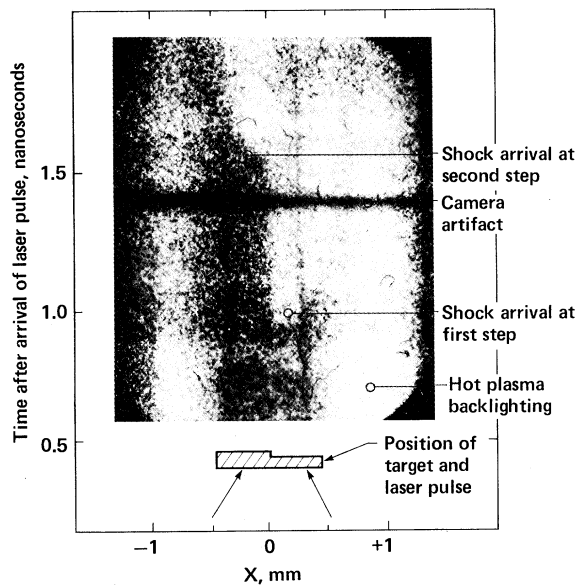 Time after arrival of laser pulse, nanoseconds
1.5
1.0
0.5
Shock arrival at
second step
Camera
artifact
Shock arrival at
first step
Hot plasma
backlighting
Position of
target and
laser pulse
−1
0
+1
X, mm